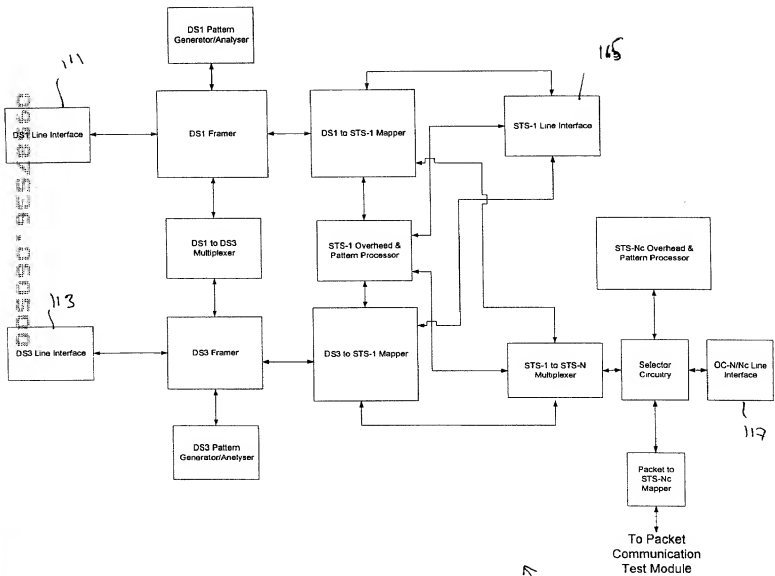 DS1 Pattern
Generetor/Analyser
111
165
DS1 Line Interface
DS1 Framer
DS1 to STS-1 Mapper
STS-1 Line Interface
DS1 to DS3
Multiplexer
STS-1 Overhead &
Pattern Processor
STS-Nc Overhead &
Pattern Processor
113
DS3 Line Interface
DS3 Framer
DS3 to STS-1 Mapper
STS-1 to STS-N
Multiplexer
Selector
Circuitry
OC-N/Nc Line
Interface
117
DS3 Pattern
Generator/Anelyser
Packet to
STS-Nc
Mapper
To Packet
Communication
Test Module